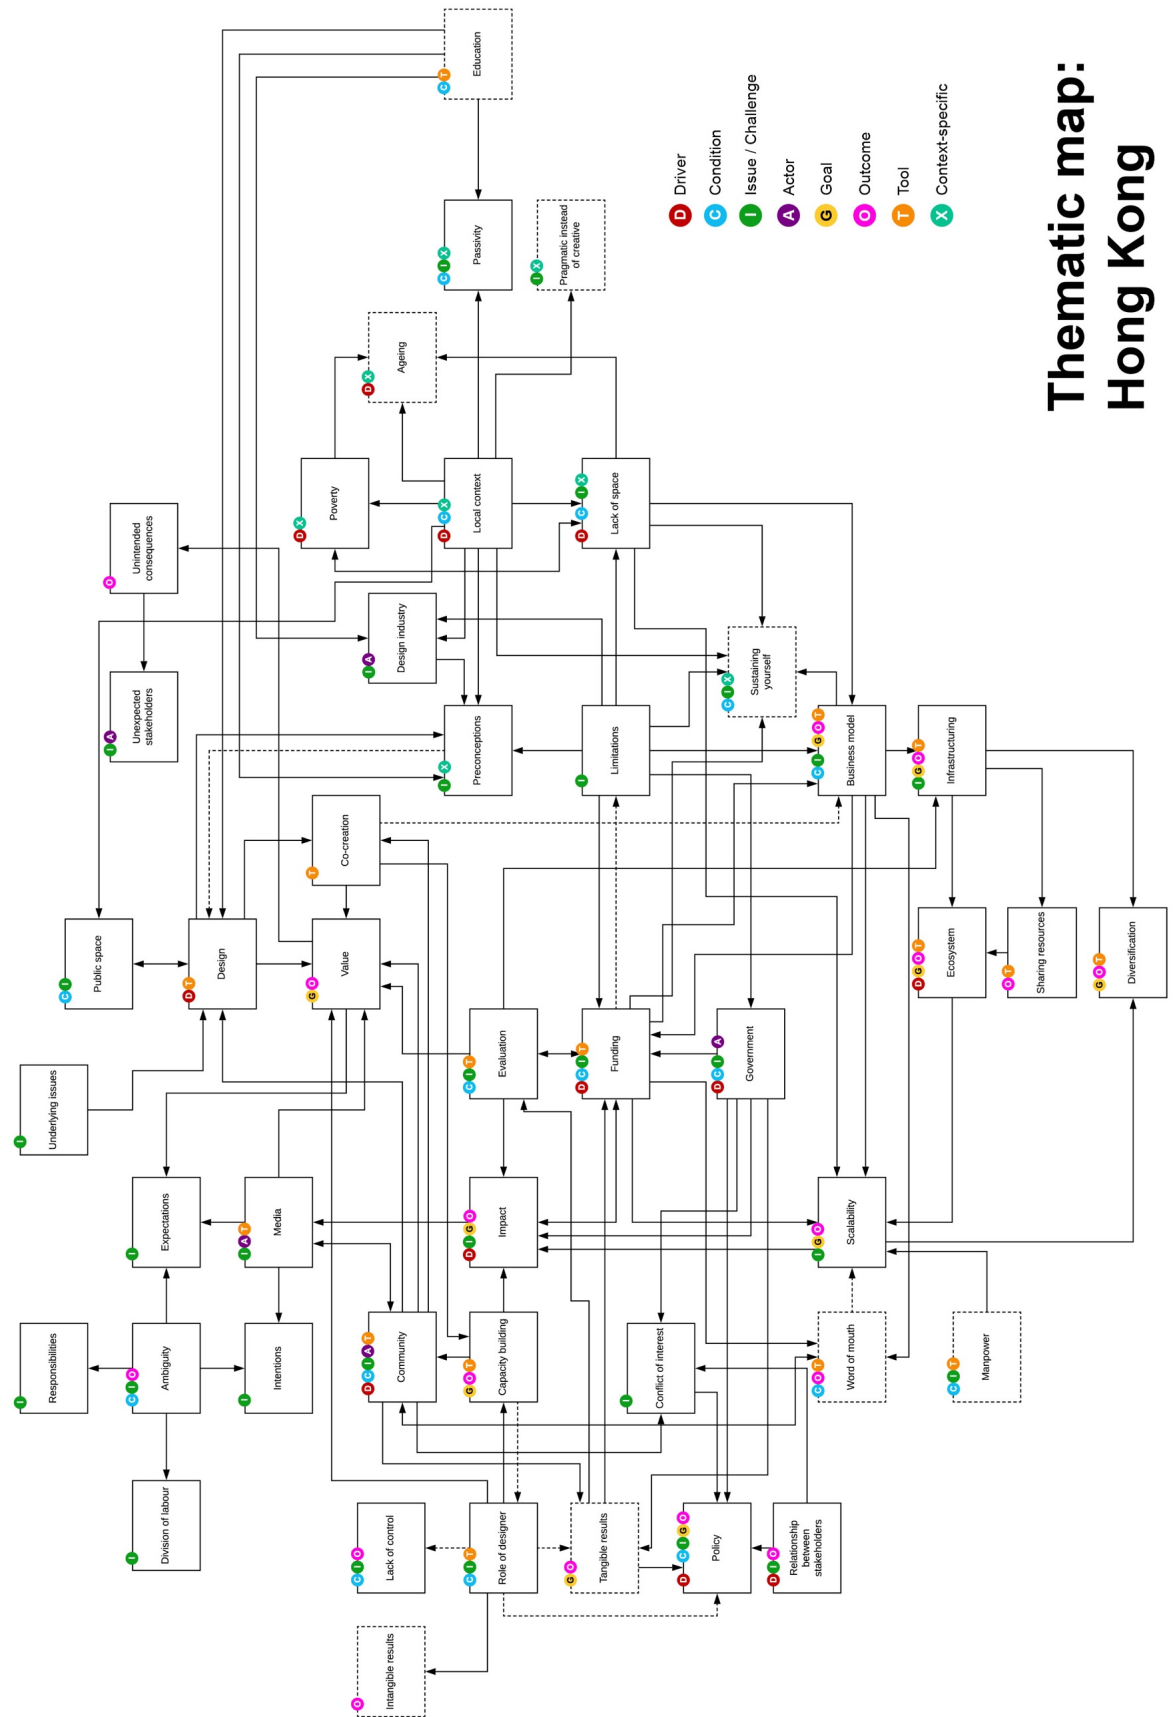 I
Responsibilities
I
Underlying issues
C I
Public space
I A
Unexpected
stakeholders
O
Unintended
consequences
I
Division of labour
C I O
Ambiguity
I
Expectations
D T
Design
I
Intentions
I A T
Media
G O
Value
T
Co-creation
D X
Poverty
O
Intangible results
C I O
Lack of control
D C I A T
Community
I A
Design industry
D X
Ageing
C I T
Role of designer
G O T
Capacity building
D I G O
Impact
C I T
Evaluation
I X
Preconceptions
D C X
Local context
C I X
Passivity
C T
Education
I X
Pragmatic instead
of creative
G O
Tangible results
D C I T
Funding
I
Limitations
D C I X
Lack of space
I
Conflict of interest
D C I G O
Policy
D C I A
Government
C I X
Sustaining
yourself
D I O
Relationship
between
stakeholders
C O T
Word of mouth
I G O
Scalability
C I G O T
Business model
D G O T
Ecosystem
I G O T
Infrastructuring
C I T
Manpower
O T
Sharing resources
G O T
Diversification
D Driver
C Condition
I Issue / Challenge
A Actor
G Goal
O Outcome
T Tool
X Context-specific
Thematic map:
Hong Kong